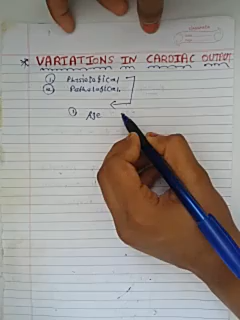 * VARIATIONS IN CARDIAC OUTPUT
① Physiological
② Pathological
① Age